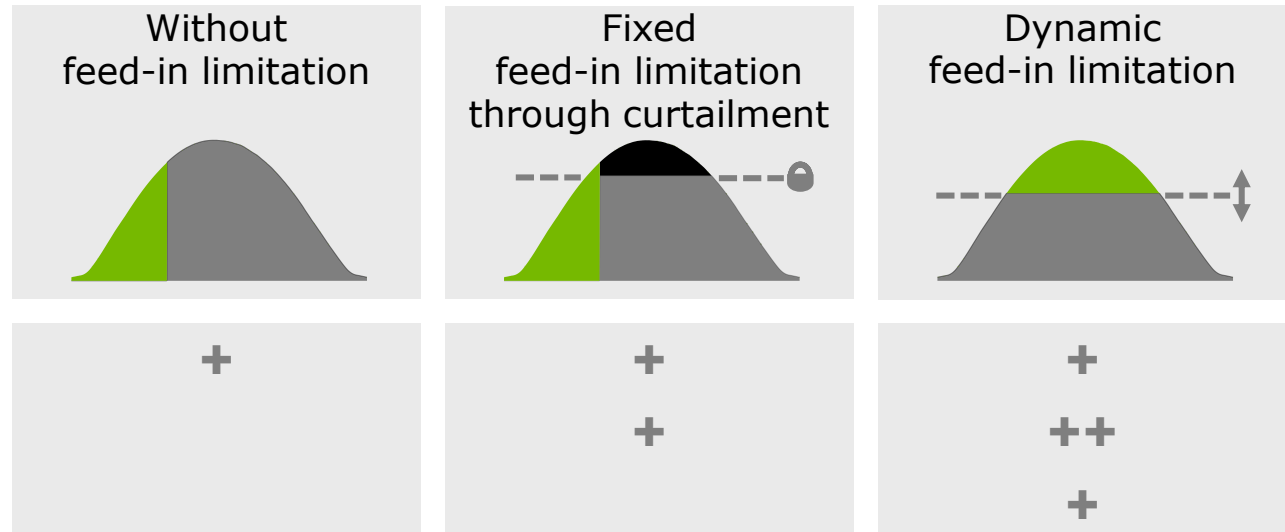 Without
feed-in limitation
Fixed
feed-in limitation
through curtailment
Dynamic
feed-in limitation
+
+
+
+
++
+